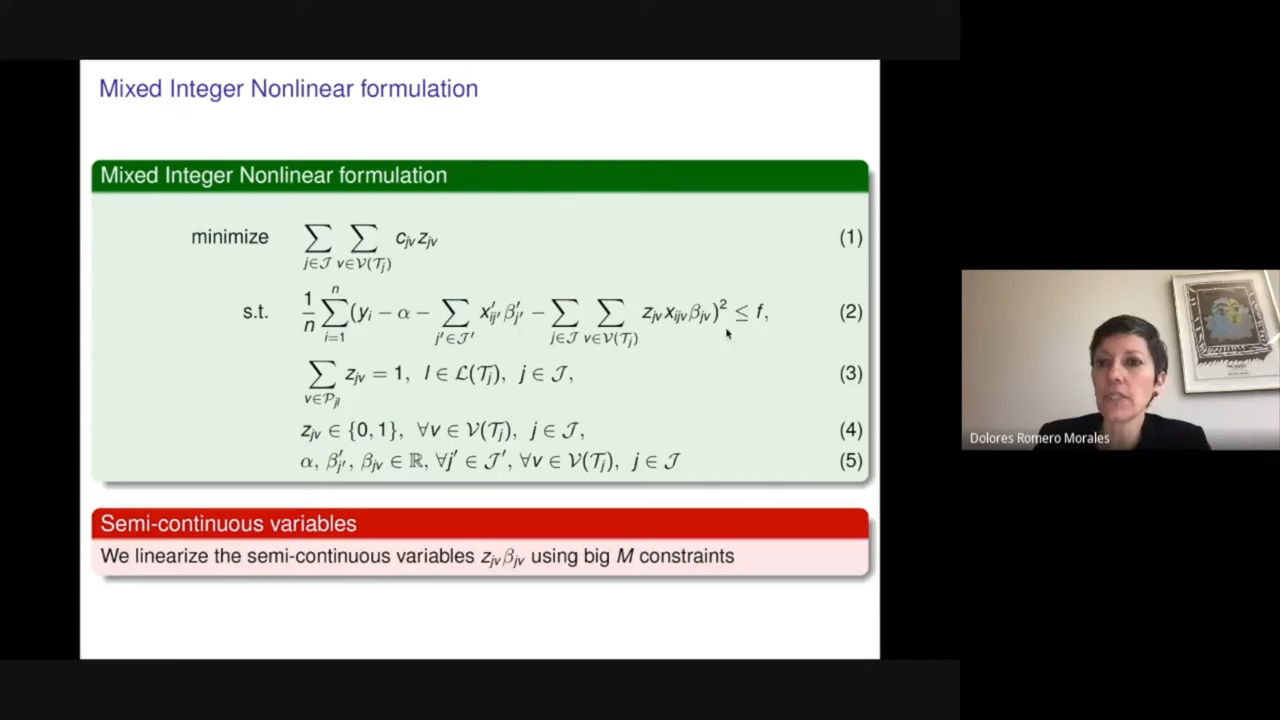 Mixed Integer Nonlinear formulation
Mixed Integer Nonlinear formulation
minimize ∑_{j∈𝒥} ∑_{v∈𝒱(𝒯_j)} c_{jv} z_{jv} (1)
s.t. 1/n ∑_{i=1}^{n} (y_i − α − ∑_{j′∈𝒥′} x′_{ij′} β′_{j′} − ∑_{j∈𝒥} ∑_{v∈𝒱(𝒯_j)} z_{jv} x_{ijv} β_{jv})² ≤ f, (2)
∑_{v∈𝒫_{jl}} z_{jv} = 1, l ∈ ℒ(𝒯_j), j ∈ 𝒥, (3)
z_{jv} ∈ {0, 1}, ∀v ∈ 𝒱(𝒯_j), j ∈ 𝒥, (4)
α, β′_{j′}, β_{jv} ∈ ℝ, ∀j′ ∈ 𝒥′, ∀v ∈ 𝒱(𝒯_j), j ∈ 𝒥 (5)
Semi-continuous variables
We linearize the semi-continuous variables z_{jv}β_{jv} using big M constraints
Dolores Romero Morales